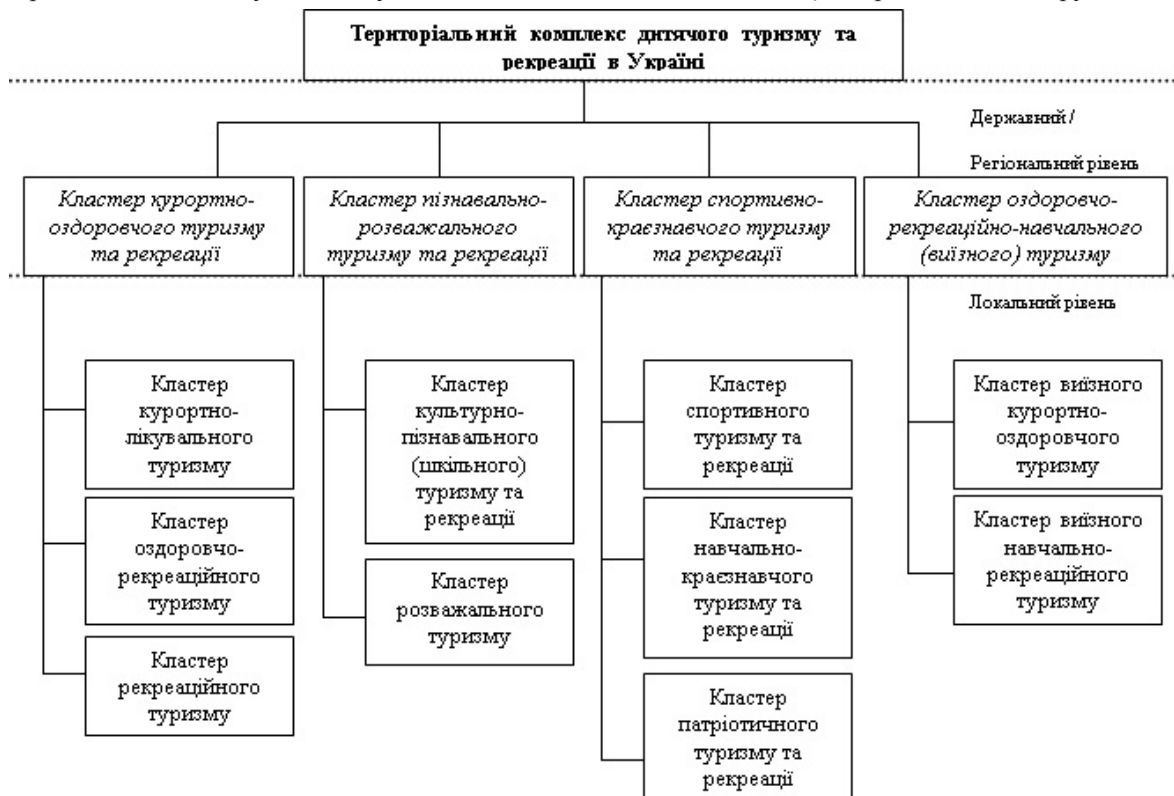 Територіальний комплекс дитячого туризму та
рекреації в Україні
Державний /
Регіональний рівень
Кластер курортно-
оздоровчого туризму
та рекреації
Кластер пізнавально-
розважального
туризму та рекреації
Кластер спортивно-
краєзнавчого туризму
та рекреації
Кластер оздоровчо-
рекреаційно-навчального
(виїзного) туризму
Локальний рівень
Кластер
курортно-
лікувального
туризму
Кластер
оздоровчо-
рекреаційного
туризму
Кластер
рекреаційного
туризму
Кластер
культурно-
пізнавального
(шкільного)
туризму та
рекреації
Кластер
розважального
туризму
Кластер
спортивного
туризму та
рекреації
Кластер
навчально-
краєзнавчого
туризму та
рекреації
Кластер
патріотичного
туризму та
рекреації
Кластер виїзного
курортно-
оздоровчого
туризму
Кластер виїзного
навчально-
рекреаційного
туризму